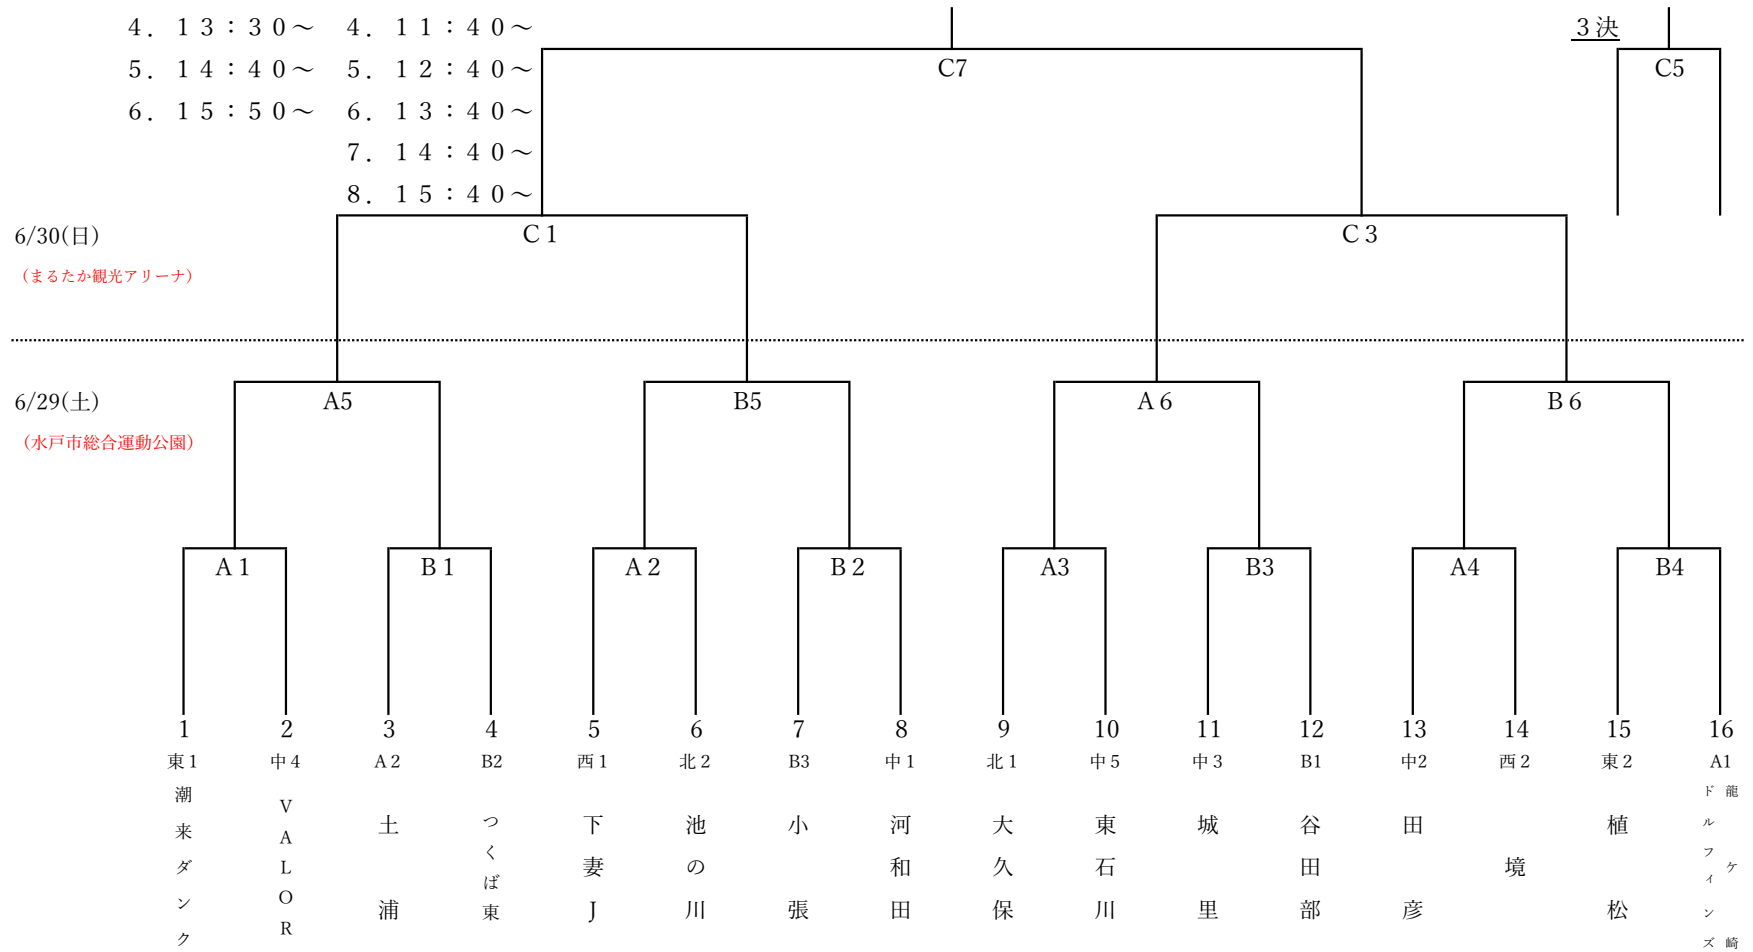 ４．１３：３０～　４．１１：４０～
３決
５．１４：４０～　５．１２：４０～
C7
C5
６．１５：５０～　６．１３：４０～
７．１４：４０～
８．１５：４０～
6/30(日)
C１
C３
（まるたか観光アリーナ）
6/29(土)
A5
B5
A６
B６
（水戸市総合運動公園）
A１
B１
A２
B２
A3
B3
A4
B4
1 2 3 4 5 6 7 8 9 10 11 12 13 14 15 16
東１ 中４ A２ B2 西１ 北２ B3 中１ 北１ 中５ 中３ B1 中2 西２ 東２ A1
潮来ダンク
VALOR
土浦
つくば東
下妻J
池の川
小張
河和田
大久保
東石川
城里
谷田部
田彦
境
植松
龍ケ崎
ドルフィンズ